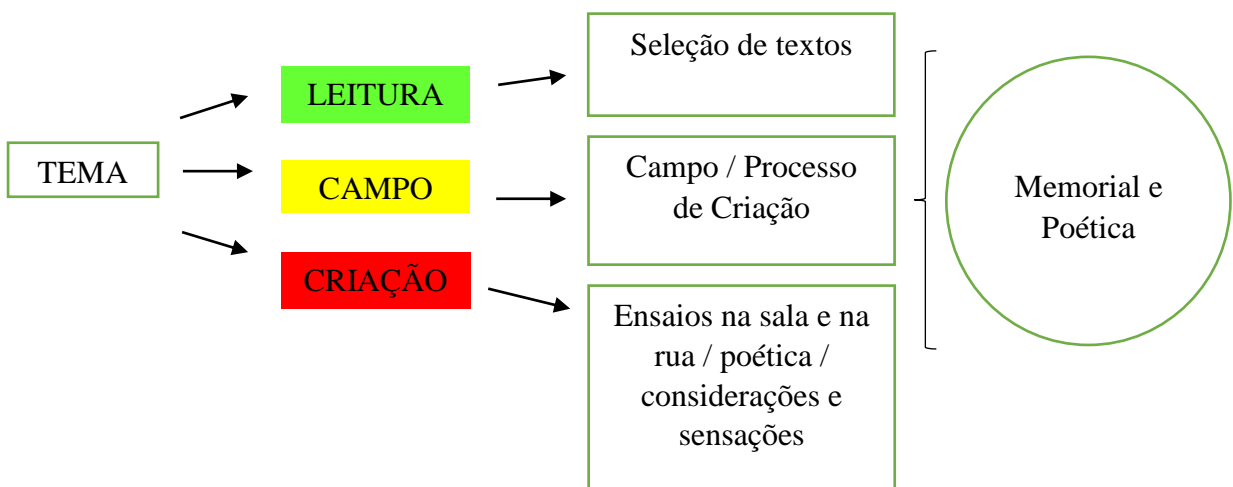 TEMA
LEITURA
CAMPO
CRIAÇÃO
Seleção de textos
Campo / Processo
de Criação
Ensaios na sala e na
rua / poética /
considerações e
sensações
Memorial e
Poética